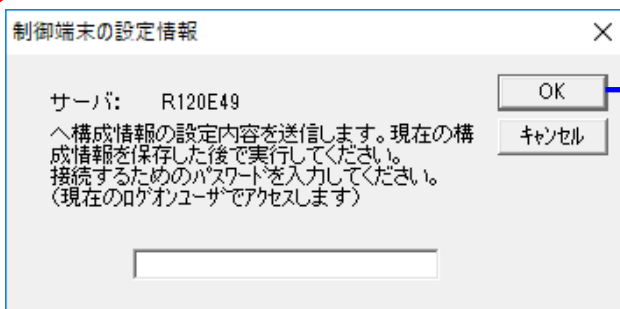 制御端末の設定情報
サーバ: R120E49
OK
へ構成情報の設定内容を送信します。現在の構
キャンセル
成情報を保存した後で実行してください。
接続するためのパスワードを入力してください。
(現在のログオンユーザでアクセスします)